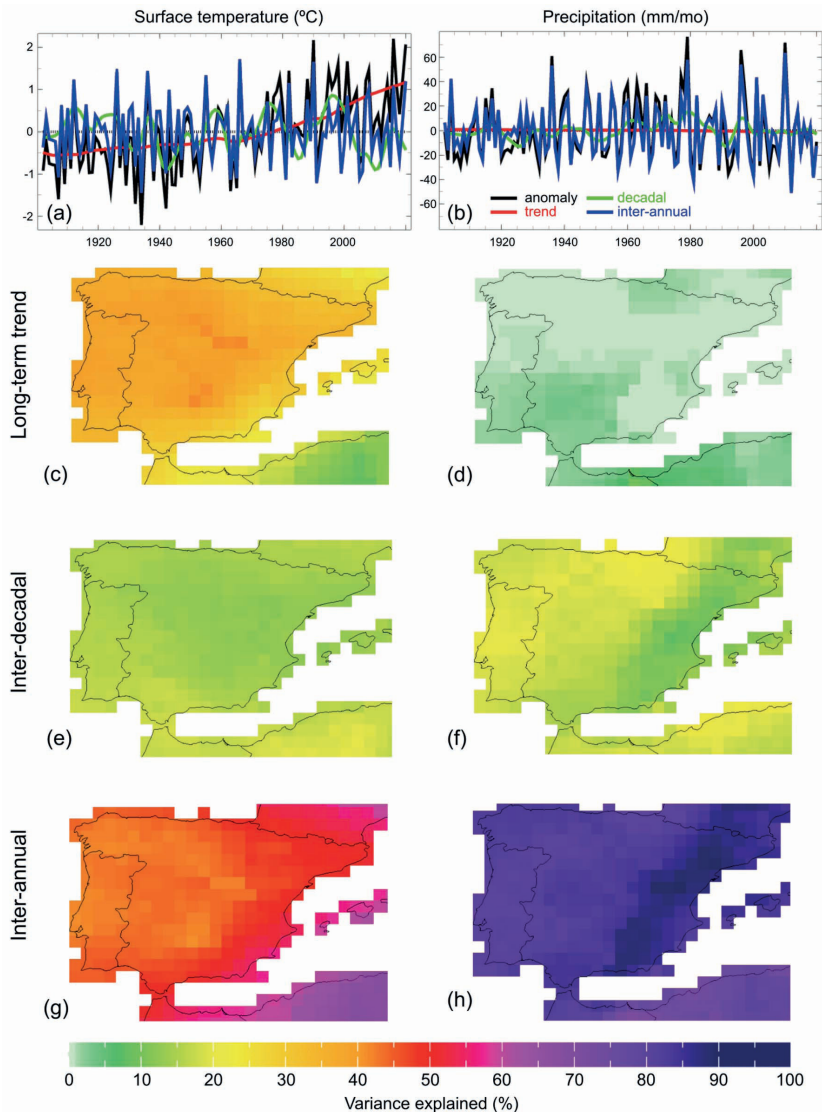 Surface temperature (ºC)
Precipitation (mm/mo)
2
1
0
-1
-2
(a)
1920 1940 1960 1980 2000
60
40
20
0
-20
-40
-60
(b)
anomaly
decadal
trend
inter-annual
1920 1940 1960 1980 2000
Long-term trend
(c)
(d)
Inter-decadal
(e)
(f)
Inter-annual
(g)
(h)
0 10 20 30 40 50 60 70 80 90 100
Variance explained (%)